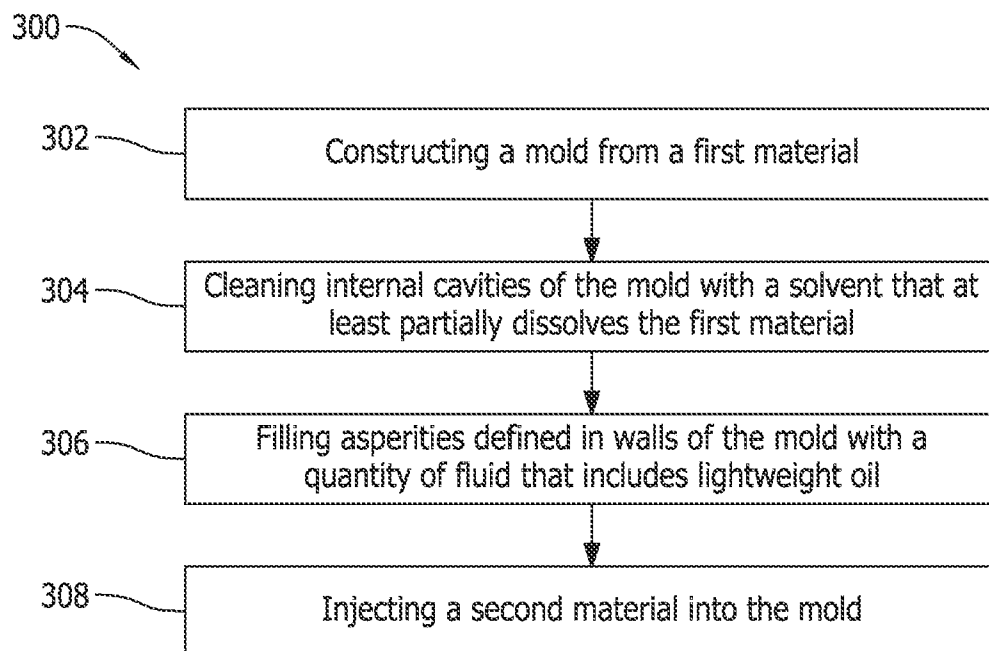 300
302
Constructing a mold from a first material
304
Cleaning internal cavities of the mold with a solvent that at
least partially dissolves the first material
306
Filling asperities defined in walls of the mold with a
quantity of fluid that includes lightweight oil
308
Injecting a second material into the mold